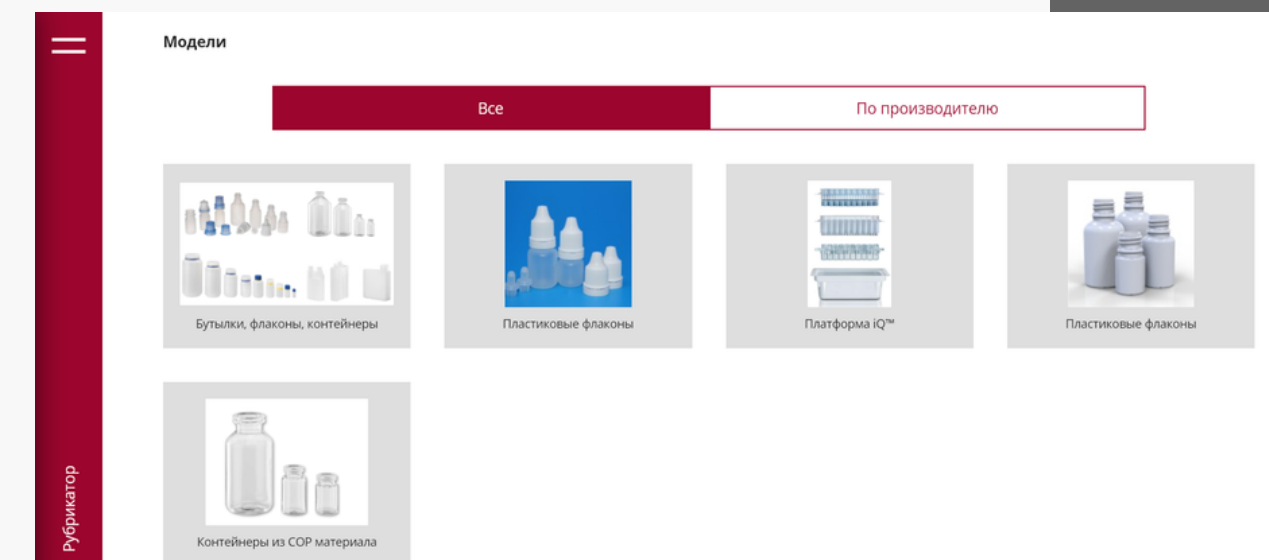 Модели
Все
По производителю
Бутылки, флаконы, контейнеры
Пластиковые флаконы
Платформа iQ™
Пластиковые флаконы
Контейнеры из COP материала
Рубрикатор